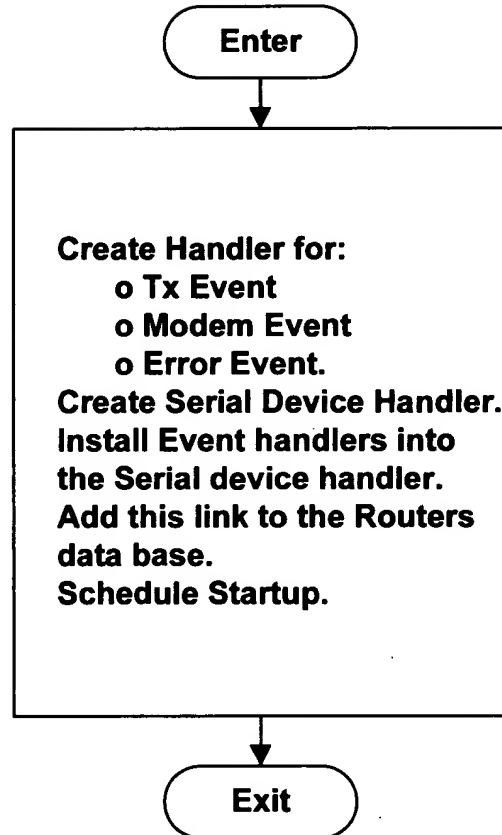 Enter
Create Handler for:
o Tx Event
o Modem Event
o Error Event.
Create Serial Device Handler.
Install Event handlers into
the Serial device handler.
Add this link to the Routers
data base.
Schedule Startup.
Exit